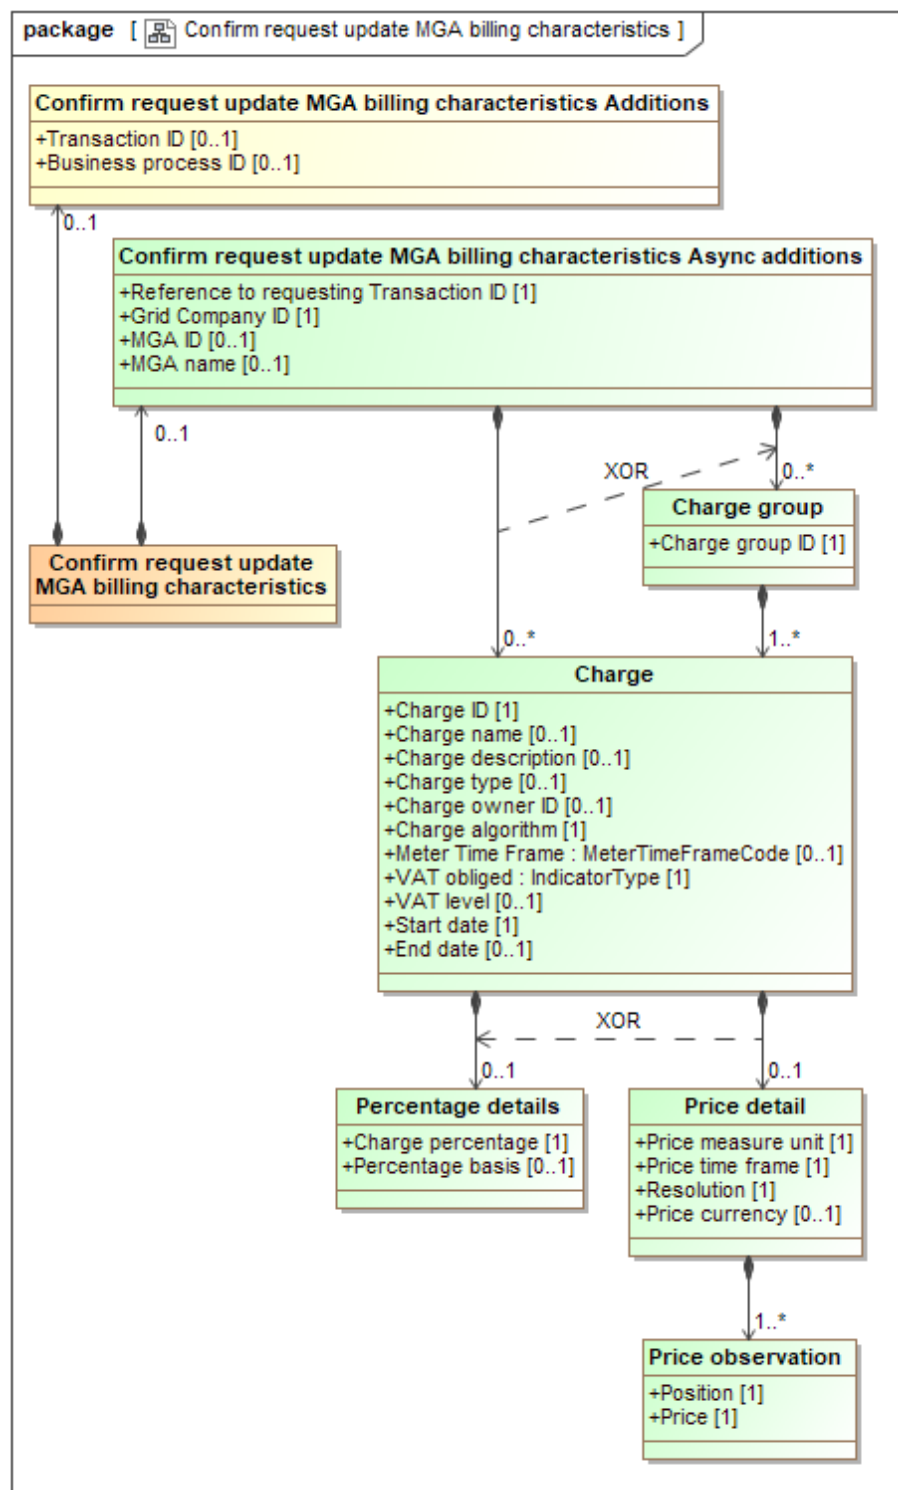 package [ Confirm request update MGA billing characteristics ]
Confirm request update MGA billing characteristics Additions
+Transaction ID [0..1]
+Business process ID [0..1]
0..1
Confirm request update MGA billing characteristics Async additions
+Reference to requesting Transaction ID [1]
+Grid Company ID [1]
+MGA ID [0..1]
+MGA name [0..1]
0..1
XOR
0..*
Charge group
+Charge group ID [1]
Confirm request update
MGA billing characteristics
0..*
1..*
Charge
+Charge ID [1]
+Charge name [0..1]
+Charge description [0..1]
+Charge type [0..1]
+Charge owner ID [0..1]
+Charge algorithm [1]
+Meter Time Frame : MeterTimeFrameCode [0..1]
+VAT obliged : IndicatorType [1]
+VAT level [0..1]
+Start date [1]
+End date [0..1]
XOR
0..1
0..1
Percentage details
+Charge percentage [1]
+Percentage basis [0..1]
Price detail
+Price measure unit [1]
+Price time frame [1]
+Resolution [1]
+Price currency [0..1]
1..*
Price observation
+Position [1]
+Price [1]